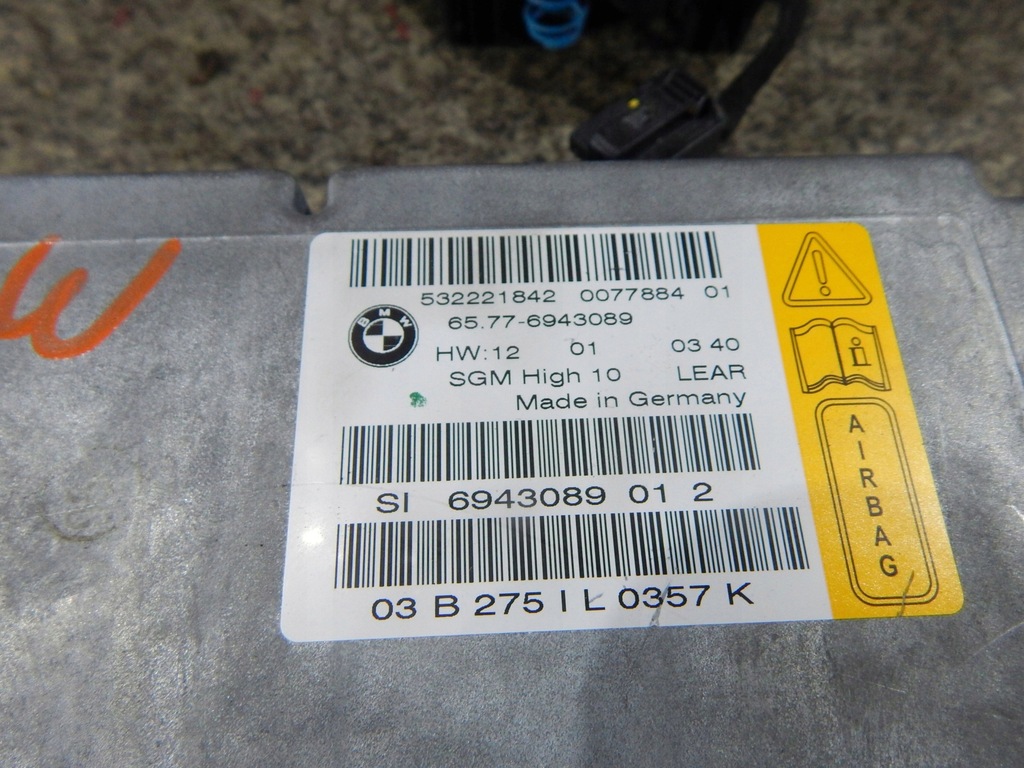 W
532221842 0077884 01
BMW
65.77-6943089
HW:12 01 03 40
SGM High 10 LEAR
Made in Germany
SI 6943089 01 2
03 B 275 I L 0357 K
i
AIRBAG